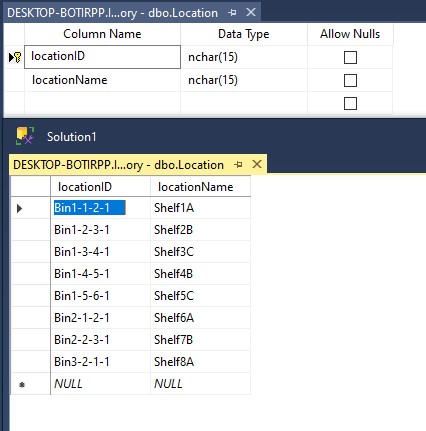 DESKTOP-BOTIRPP.I...ory - dbo.Location
Column Name Data Type Allow Nulls
locationID nchar(15)
locationName nchar(15)
Solution1
DESKTOP-BOTIRPP.I...ory - dbo.Location
locationID locationName
Bin1-1-2-1 Shelf1A
Bin1-2-3-1 Shelf2B
Bin1-3-4-1 Shelf3C
Bin1-4-5-1 Shelf4B
Bin1-5-6-1 Shelf5C
Bin2-1-2-1 Shelf6A
Bin2-2-3-1 Shelf7B
Bin3-2-1-1 Shelf8A
NULL NULL